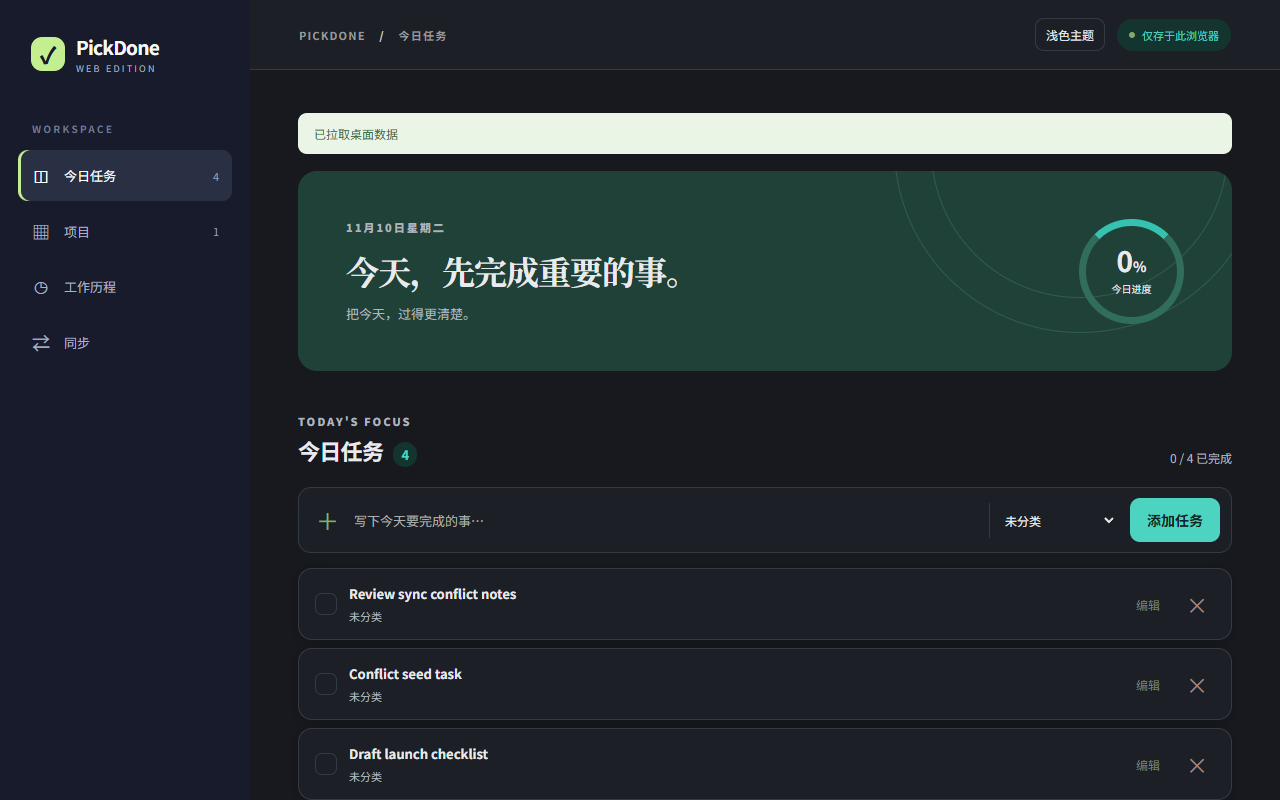 PickDone
WEB EDITION
WORKSPACE
今日任务 4
项目 1
工作历程
同步
PICKDONE / 今日任务
浅色主题
仅存于此浏览器
已拉取桌面数据
11月10日星期二
今天，先完成重要的事。
把今天，过得更清楚。
0%
今日进度
TODAY'S FOCUS
今日任务 4
0 / 4 已完成
写下今天要完成的事…
未分类
添加任务
Review sync conflict notes
未分类
编辑
Conflict seed task
未分类
编辑
Draft launch checklist
未分类
编辑